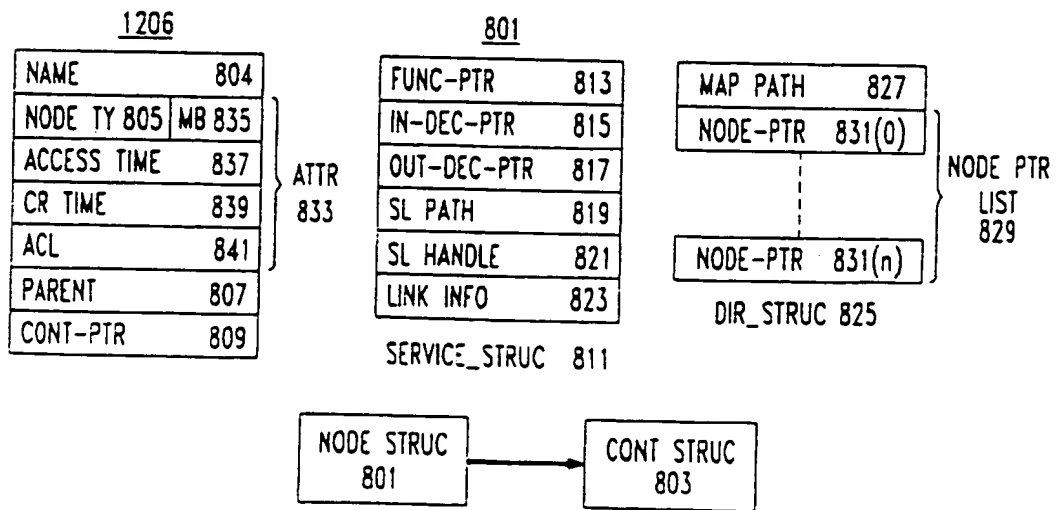 1206
NAME 804
NODE TY 805 MB 835
ACCESS TIME 837
CR TIME 839
ACL 841
PARENT 807
CONT-PTR 809
ATTR
833
801
FUNC-PTR 813
IN-DEC-PTR 815
OUT-DEC-PTR 817
SL PATH 819
SL HANDLE 821
LINK INFO 823
SERVICE_STRUC 811
MAP PATH 827
NODE-PTR 831(0)
NODE-PTR 831(n)
DIR_STRUC 825
NODE PTR
LIST
829
NODE STRUC
801
CONT STRUC
803